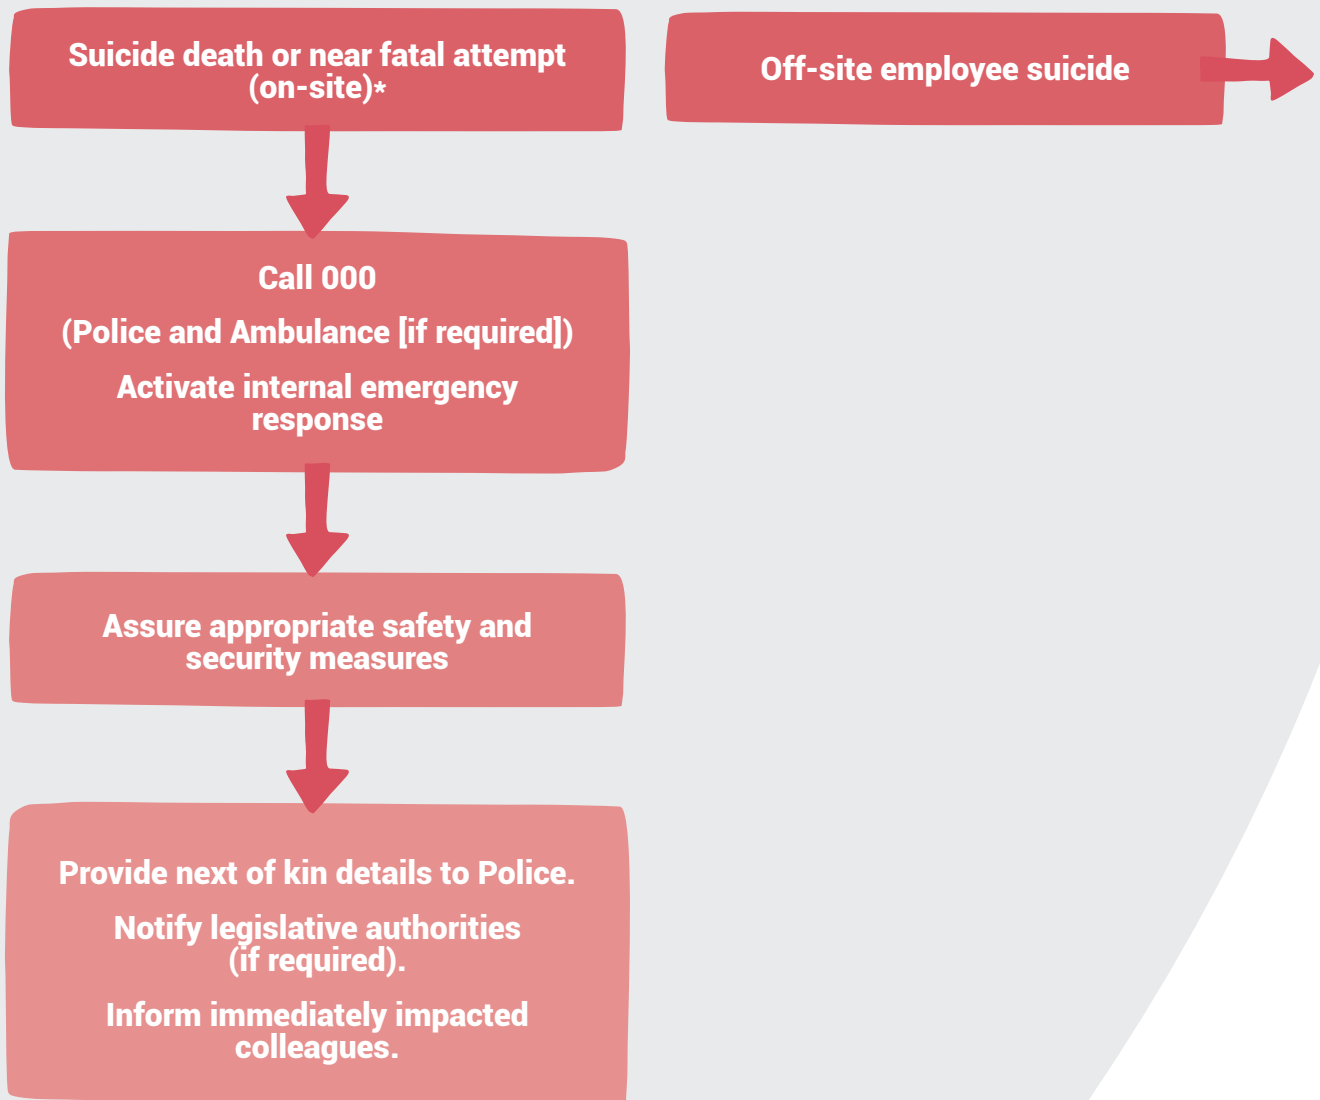 Suicide death or near fatal attempt
(on-site)*
Off-site employee suicide
Call 000
(Police and Ambulance [if required])
Activate internal emergency
response
Assure appropriate safety and
security measures
Provide next of kin details to Police.
Notify legislative authorities
(if required).
Inform immediately impacted
colleagues.